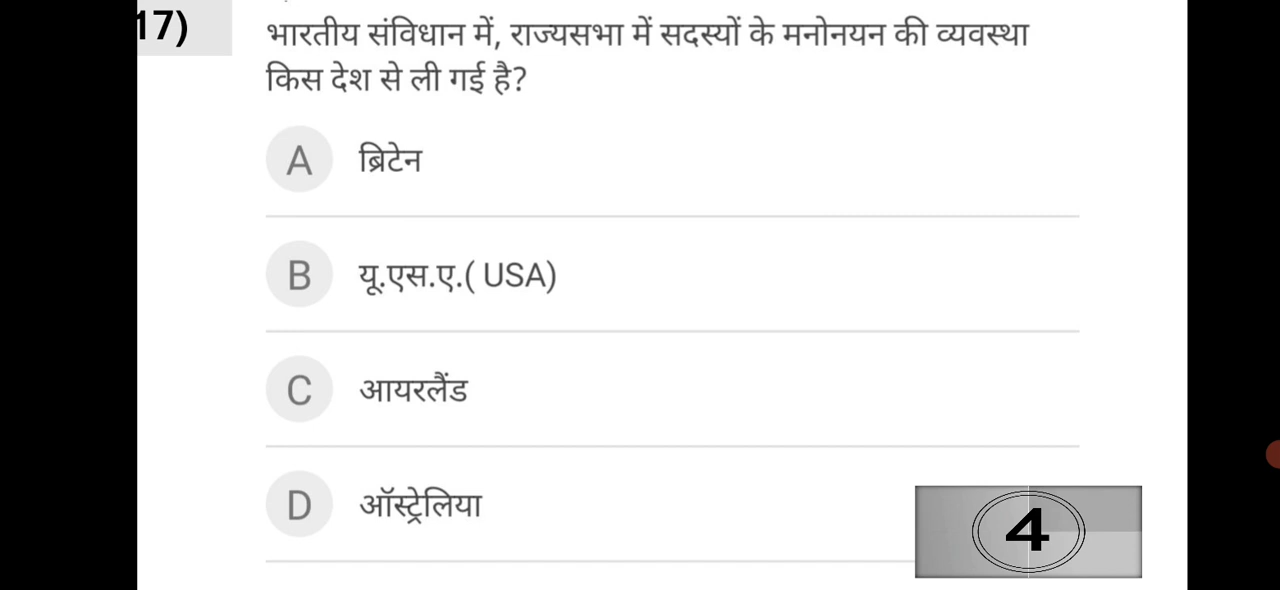 17)
भारतीय संविधान में, राज्यसभा में सदस्यों के मनोनयन की व्यवस्था
किस देश से ली गई है?
A ब्रिटेन
B यू.एस.ए.( USA)
C आयरलैंड
D ऑस्ट्रेलिया
4